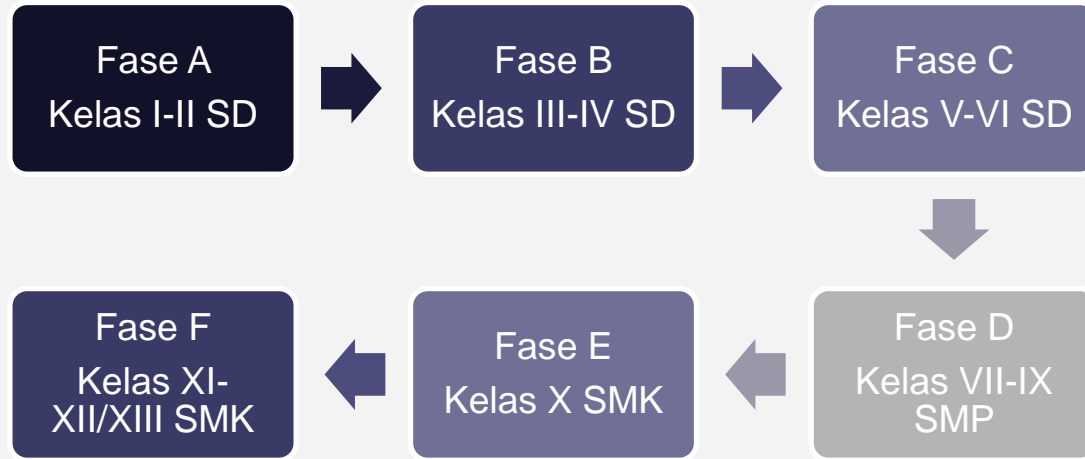 Fase A
Kelas I-II SD
Fase B
Kelas III-IV SD
Fase C
Kelas V-VI SD
Fase D
Kelas VII-IX
SMP
Fase E
Kelas X SMK
Fase F
Kelas XI-
XII/XIII SMK